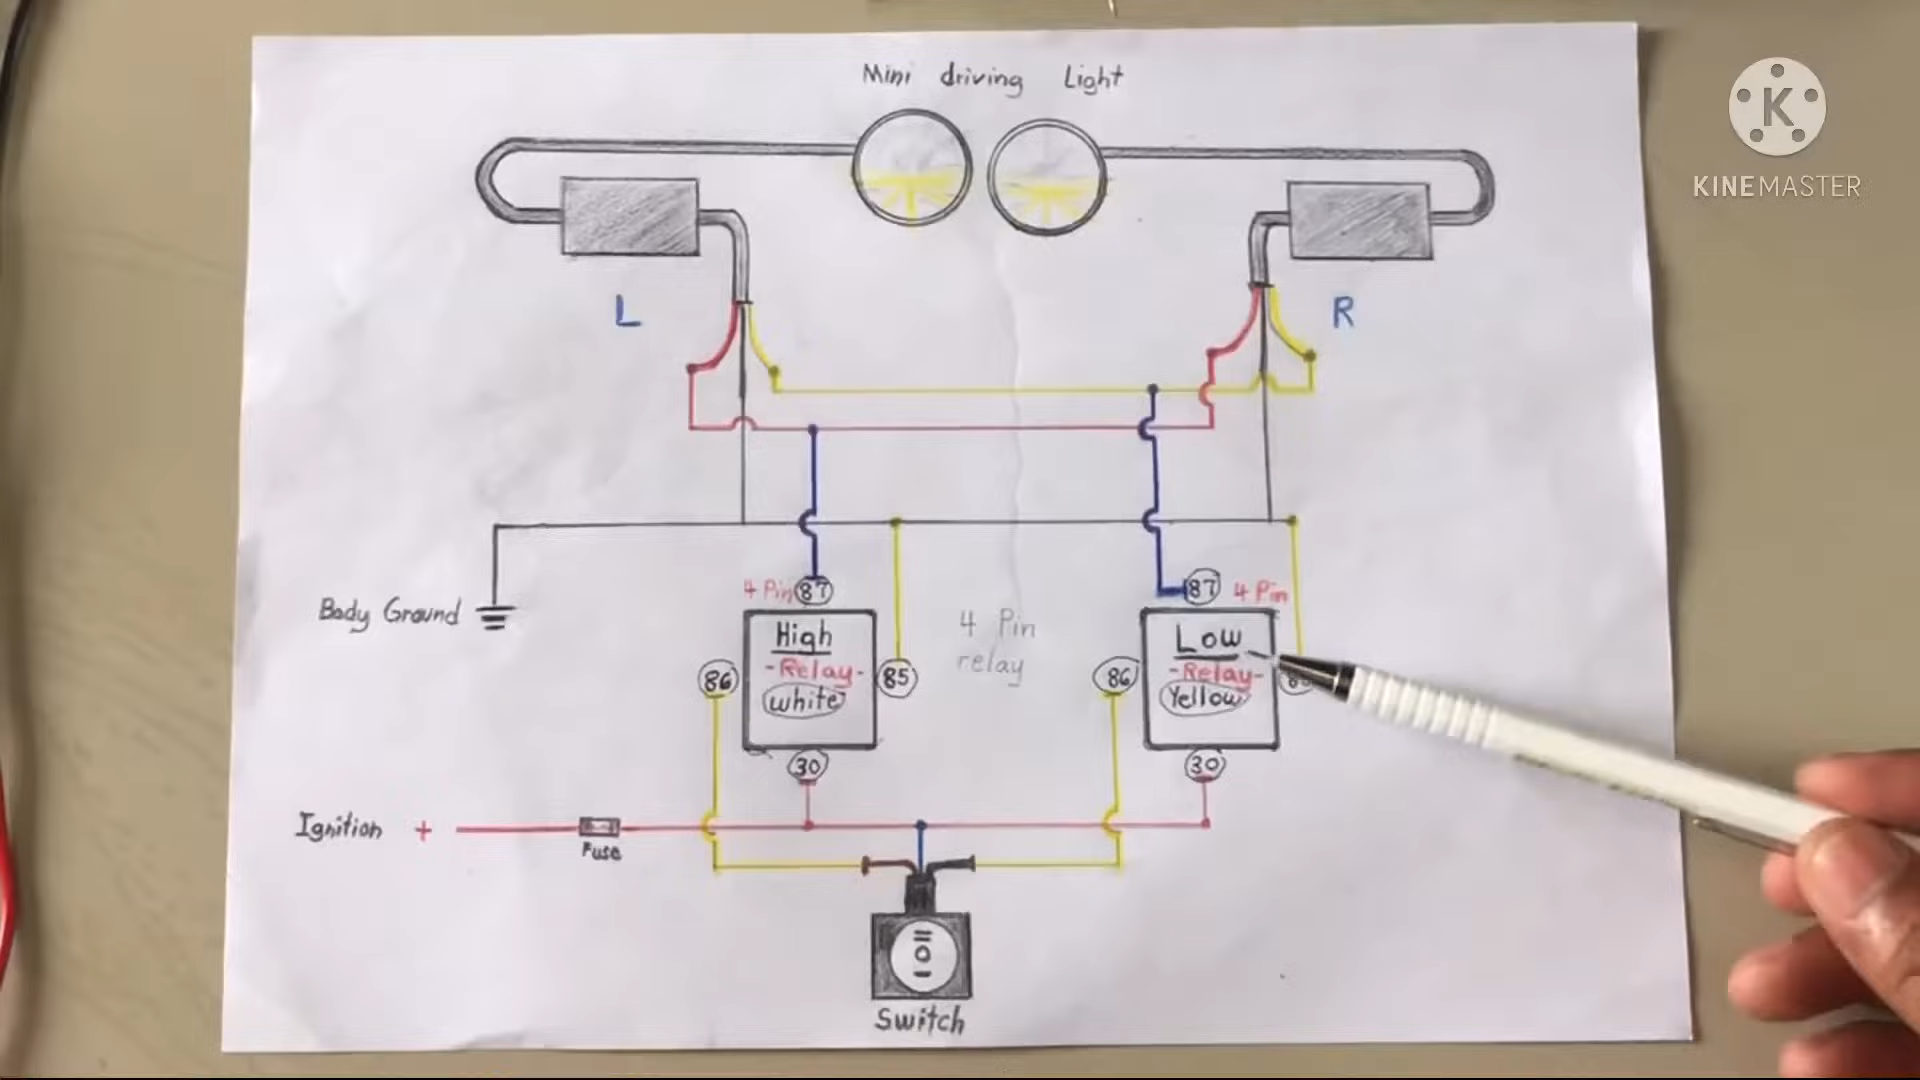 Mini driving Light
K
KINEMASTER
L
R
Body Ground
4 Pin
87
87
4 Pin
High
- Relay -
white
86
85
4 Pin
relay
86
Low
- Relay -
Yellow
30
30
Ignition +
Fuse
Switch